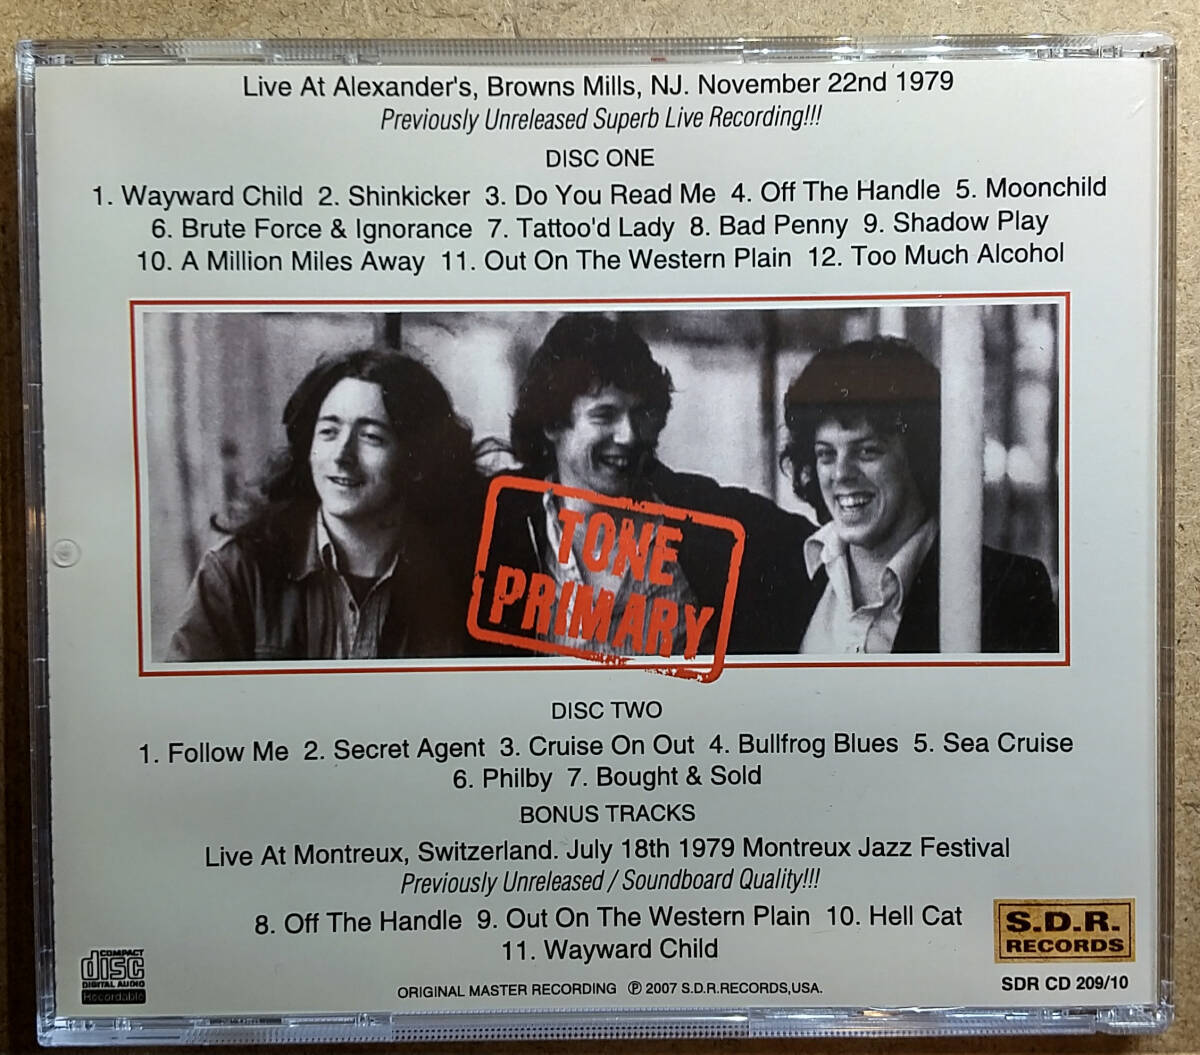 Live At Alexander's, Browns Mills, NJ. November 22nd 1979
Previously Unreleased Superb Live Recording!!!
DISC ONE
1. Wayward Child 2. Shinkicker 3. Do You Read Me 4. Off The Handle 5. Moonchild
6. Brute Force & Ignorance 7. Tattoo'd Lady 8. Bad Penny 9. Shadow Play
10. A Million Miles Away 11. Out On The Western Plain 12. Too Much Alcohol
TONE
PRIMARY
DISC TWO
1. Follow Me 2. Secret Agent 3. Cruise On Out 4. Bullfrog Blues 5. Sea Cruise
6. Philby 7. Bought & Sold
BONUS TRACKS
Live At Montreux, Switzerland. July 18th 1979 Montreux Jazz Festival
Previously Unreleased / Soundboard Quality!!!
8. Off The Handle 9. Out On The Western Plain 10. Hell Cat
11. Wayward Child
S.D.R.
RECORDS
COMPACT
disc
DIGITAL AUDIO
Recordable
ORIGINAL MASTER RECORDING ℗ 2007 S.D.R.RECORDS,USA.
SDR CD 209/10